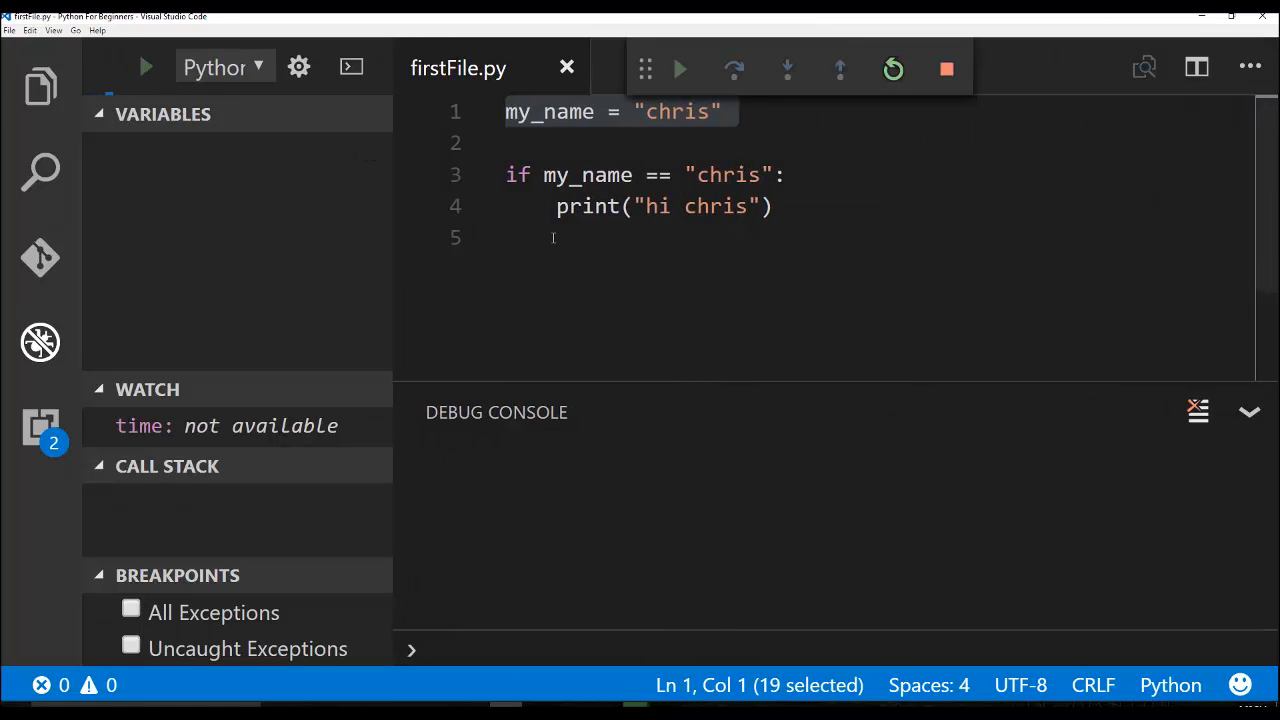 firstFile.py - Python For Beginners - Visual Studio Code
File Edit View Go Help
Python
firstFile.py
VARIABLES
1 my_name = "chris"
2
3 if my_name == "chris":
4 print("hi chris")
5
WATCH
time: not available
CALL STACK
BREAKPOINTS
All Exceptions
Uncaught Exceptions
DEBUG CONSOLE
2
0 0
Ln 1, Col 1 (19 selected) Spaces: 4 UTF-8 CRLF Python